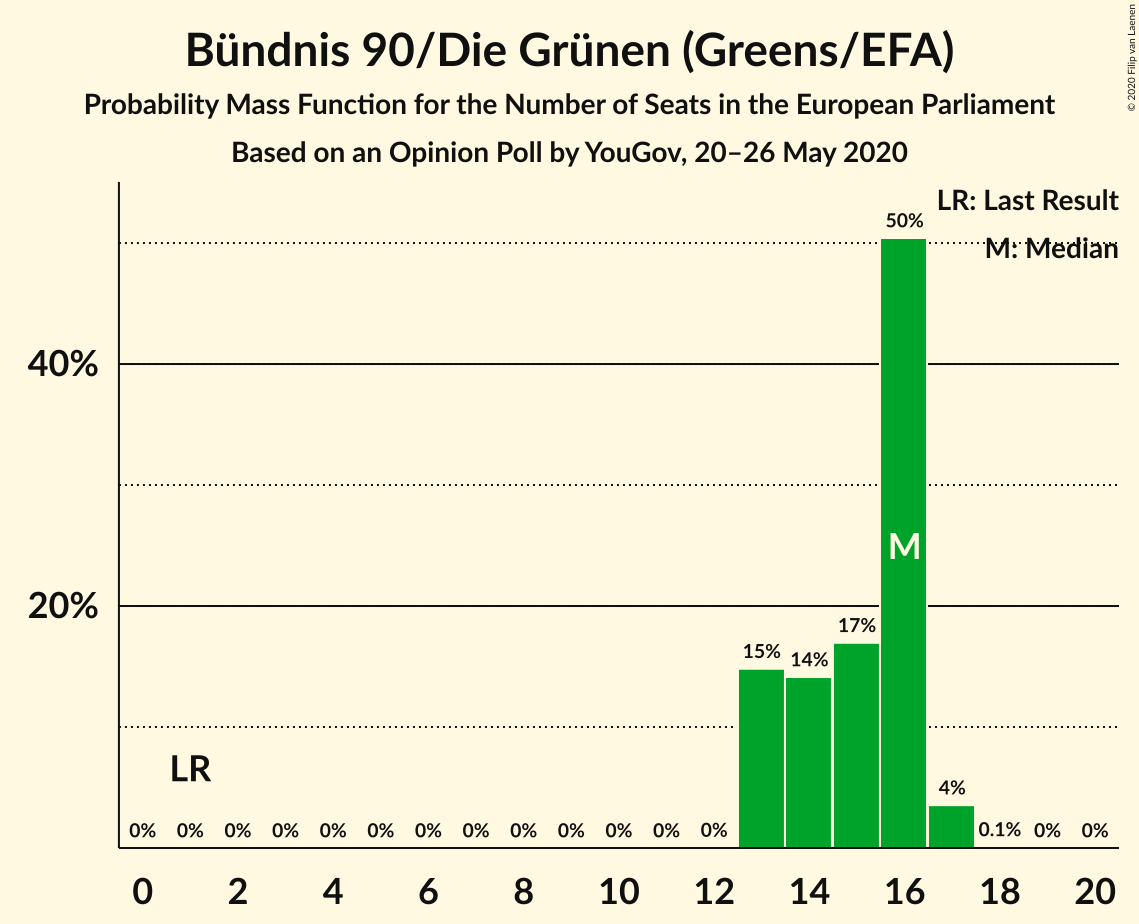 Bündnis 90/Die Grünen (Greens/EFA)
Probability Mass Function for the Number of Seats in the European Parliament
Based on an Opinion Poll by YouGov, 20–26 May 2020
© 2020 Filip van Laenen
LR: Last Result
M: Median
50%
40%
M
20%
17%
15%
14%
LR
4%
0% 0% 0% 0% 0% 0% 0% 0% 0% 0% 0% 0% 0% 0.1% 0% 0%
0 2 4 6 8 10 12 14 16 18 20